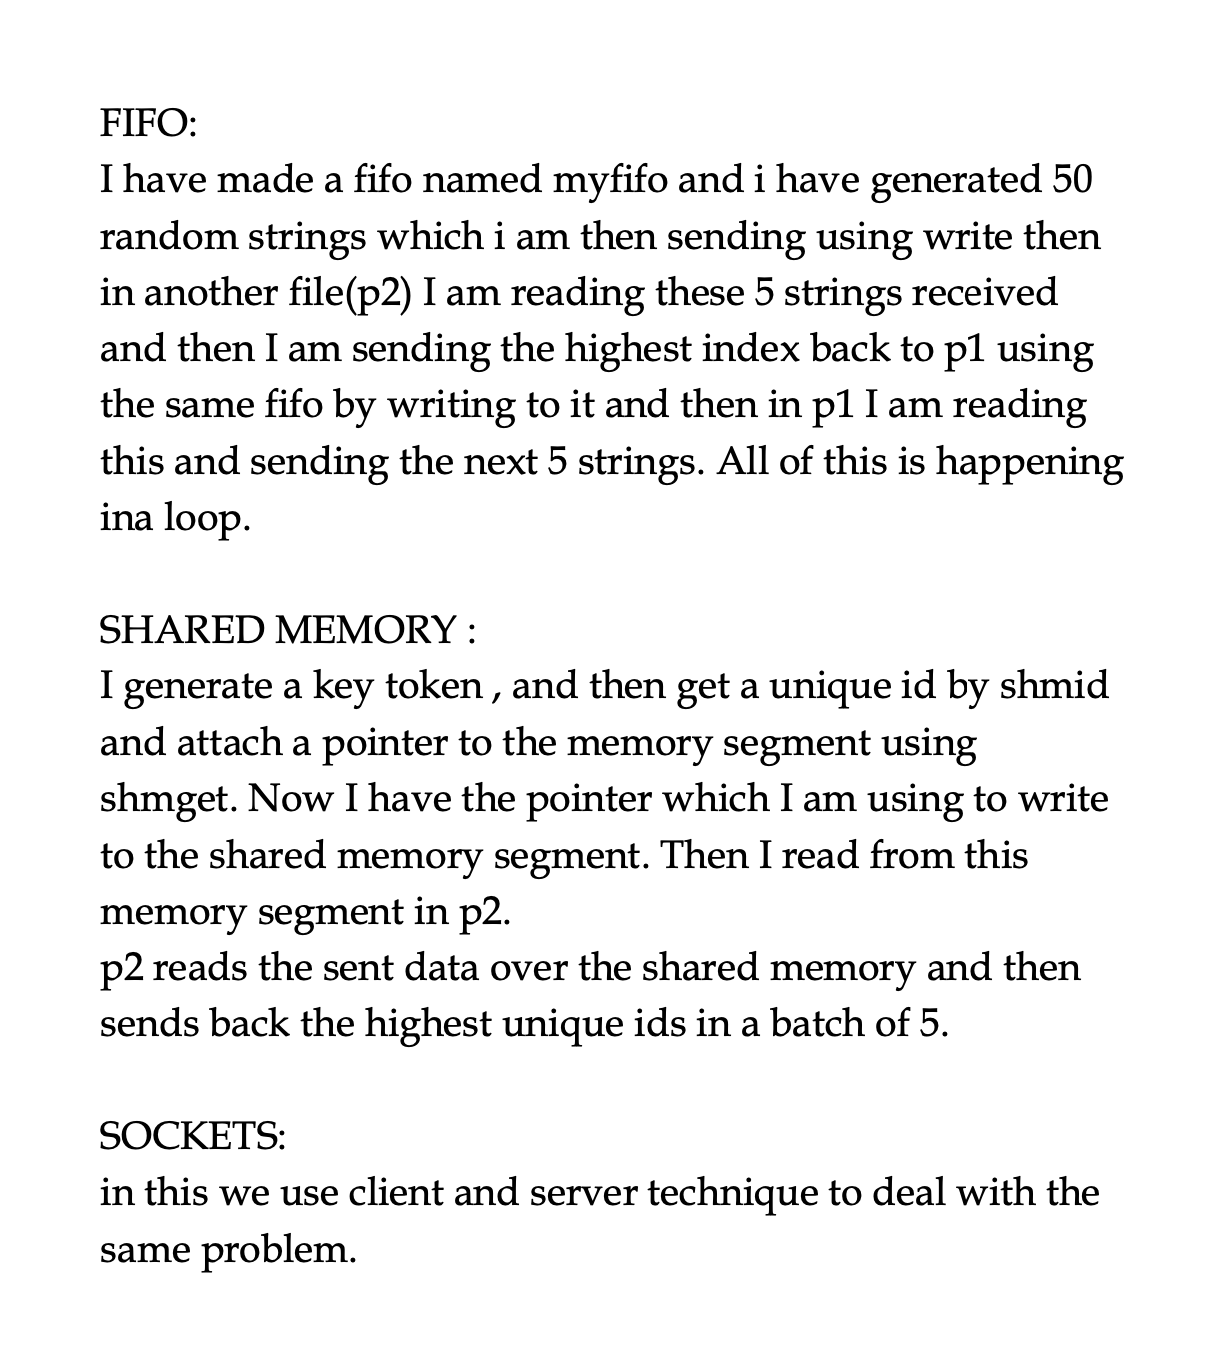 FIFO:
I have made a fifo named myfifo and i have generated 50
random strings which i am then sending using write then
in another file(p2) I am reading these 5 strings received
and then I am sending the highest index back to p1 using
the same fifo by writing to it and then in p1 I am reading
this and sending the next 5 strings. All of this is happening
ina loop.
SHARED MEMORY :
I generate a key token , and then get a unique id by shmid
and attach a pointer to the memory segment using
shmget. Now I have the pointer which I am using to write
to the shared memory segment. Then I read from this
memory segment in p2.
p2 reads the sent data over the shared memory and then
sends back the highest unique ids in a batch of 5.
SOCKETS:
in this we use client and server technique to deal with the
same problem.